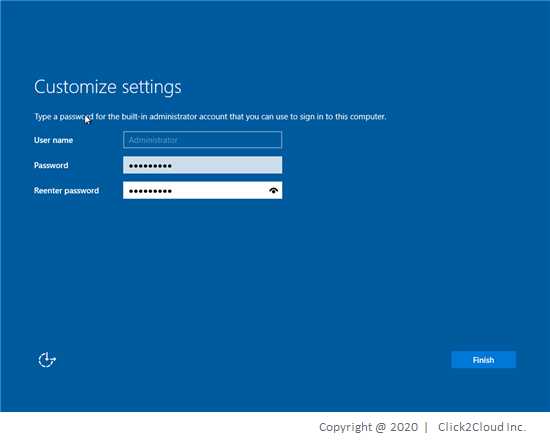 Customize settings
Type a password for the built-in administrator account that you can use to sign in to this computer.
User name Administrator
Password •••••••••
Reenter password •••••••••
Finish
Copyright @ 2020 | Click2Cloud Inc.